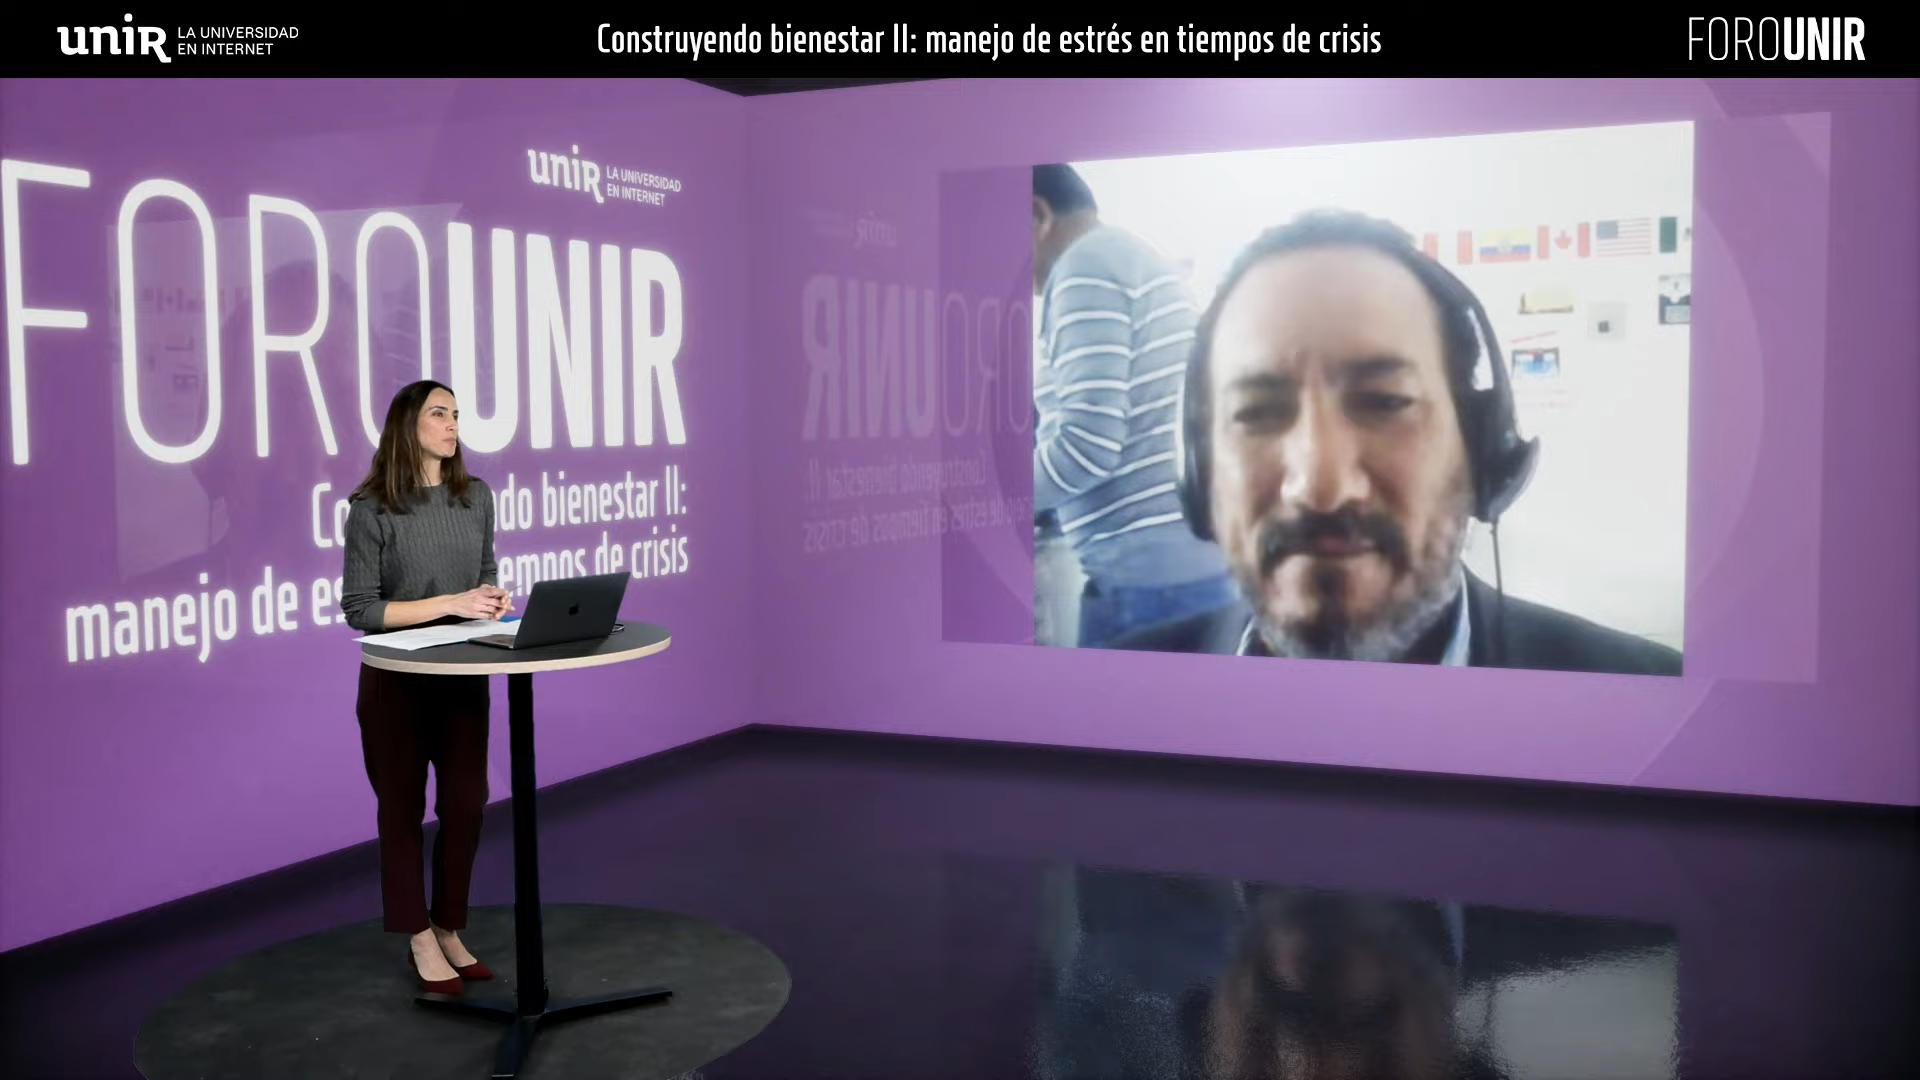 unir LA UNIVERSIDAD
EN INTERNET
Construyendo bienestar II: manejo de estrés en tiempos de crisis
FOROUNIR
unir LA UNIVERSIDAD
EN INTERNET
FOROUNIR
Co ndo bienestar II:
manejo de es empos de crisis